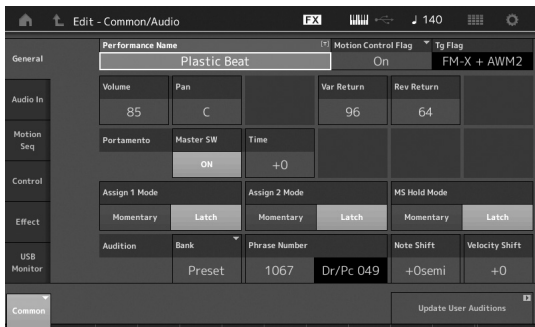 Edit - Common/Audio FX 140
General
Performance Name Motion Control Flag Tg Flag
Plastic Beat On FM-X + AWM2
Audio In
Volume Pan Var Return Rev Return
85 C 96 64
Motion Seq
Portamento Master SW Time
ON +0
Control
Assign 1 Mode Assign 2 Mode MS Hold Mode
Effect
Momentary Latch Momentary Latch Momentary Latch
USB Monitor
Audition Bank Phrase Number Note Shift Velocity Shift
Preset 1067 Dr/Pc 049 +0semi +0
Common
Update User Auditions